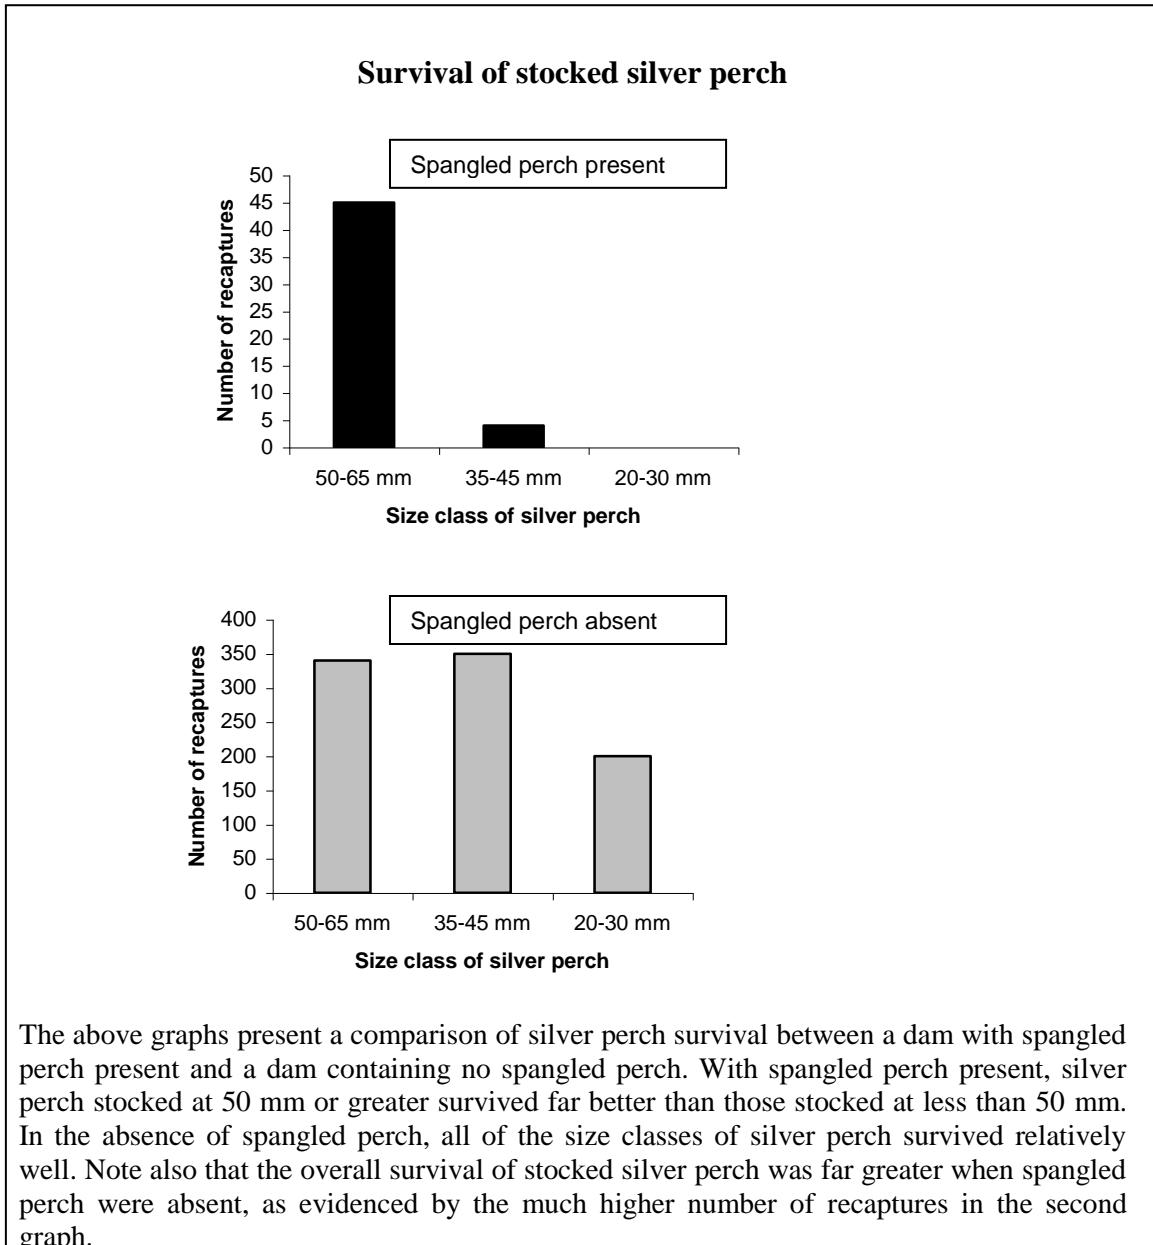 Survival of stocked silver perch
Spangled perch present
50
45
40
35
30
25
20
15
10
5
0
Number of recaptures
50-65 mm 35-45 mm 20-30 mm
Size class of silver perch
Spangled perch absent
400
350
300
250
200
150
100
50
0
Number of recaptures
50-65 mm 35-45 mm 20-30 mm
Size class of silver perch
The above graphs present a comparison of silver perch survival between a dam with spangled
perch present and a dam containing no spangled perch. With spangled perch present, silver
perch stocked at 50 mm or greater survived far better than those stocked at less than 50 mm.
In the absence of spangled perch, all of the size classes of silver perch survived relatively
well. Note also that the overall survival of stocked silver perch was far greater when spangled
perch were absent, as evidenced by the much higher number of recaptures in the second
graph.